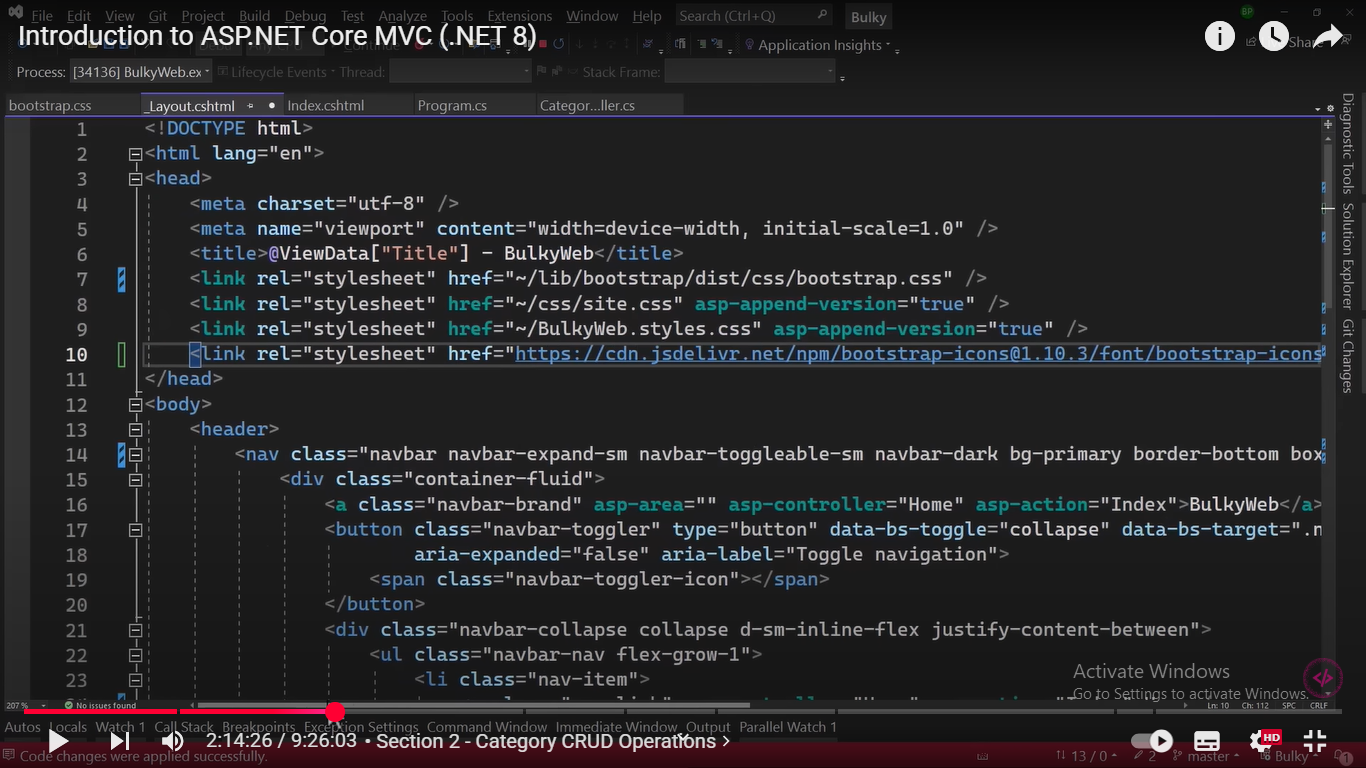 File Edit View Git Project Build Debug Test Analyze Tools Extensions Window Help Search (Ctrl+Q) Bulky BP
Introduction to ASP.NET Core MVC (.NET 8)
Continue Application Insights Share
Process: [34136] BulkyWeb.ex Lifecycle Events Thread: Stack Frame:
bootstrap.css _Layout.cshtml Index.cshtml Program.cs Categor...ller.cs
1 <!DOCTYPE html>
2 <html lang="en">
3 <head>
4 <meta charset="utf-8" />
5 <meta name="viewport" content="width=device-width, initial-scale=1.0" />
6 <title>@ViewData["Title"] - BulkyWeb</title>
7 <link rel="stylesheet" href="~/lib/bootstrap/dist/css/bootstrap.css" />
8 <link rel="stylesheet" href="~/css/site.css" asp-append-version="true" />
9 <link rel="stylesheet" href="~/BulkyWeb.styles.css" asp-append-version="true" />
10 <link rel="stylesheet" href="https://cdn.jsdelivr.net/npm/bootstrap-icons@1.10.3/font/bootstrap-icons
11 </head>
12 <body>
13 <header>
14 <nav class="navbar navbar-expand-sm navbar-toggleable-sm navbar-dark bg-primary border-bottom box
15 <div class="container-fluid">
16 <a class="navbar-brand" asp-area="" asp-controller="Home" asp-action="Index">BulkyWeb</a>
17 <button class="navbar-toggler" type="button" data-bs-toggle="collapse" data-bs-target=".n
18 aria-expanded="false" aria-label="Toggle navigation">
19 <span class="navbar-toggler-icon"></span>
20 </button>
21 <div class="navbar-collapse collapse d-sm-inline-flex justify-content-between">
22 <ul class="navbar-nav flex-grow-1">
23 <li class="nav-item">
Diagnostic Tools
Solution Explorer
Git Changes
Activate Windows
Go to Settings to activate Windows.
207 % No issues found Ln: 10 Ch: 112 SPC CRLF
Autos Locals Watch 1 Call Stack Breakpoints Exception Settings Command Window Immediate Window Output Parallel Watch 1
2:14:26 / 9:26:03 • Section 2 - Category CRUD Operations HD
Code changes were applied successfully. 13 / 0 2 master Bulky 1